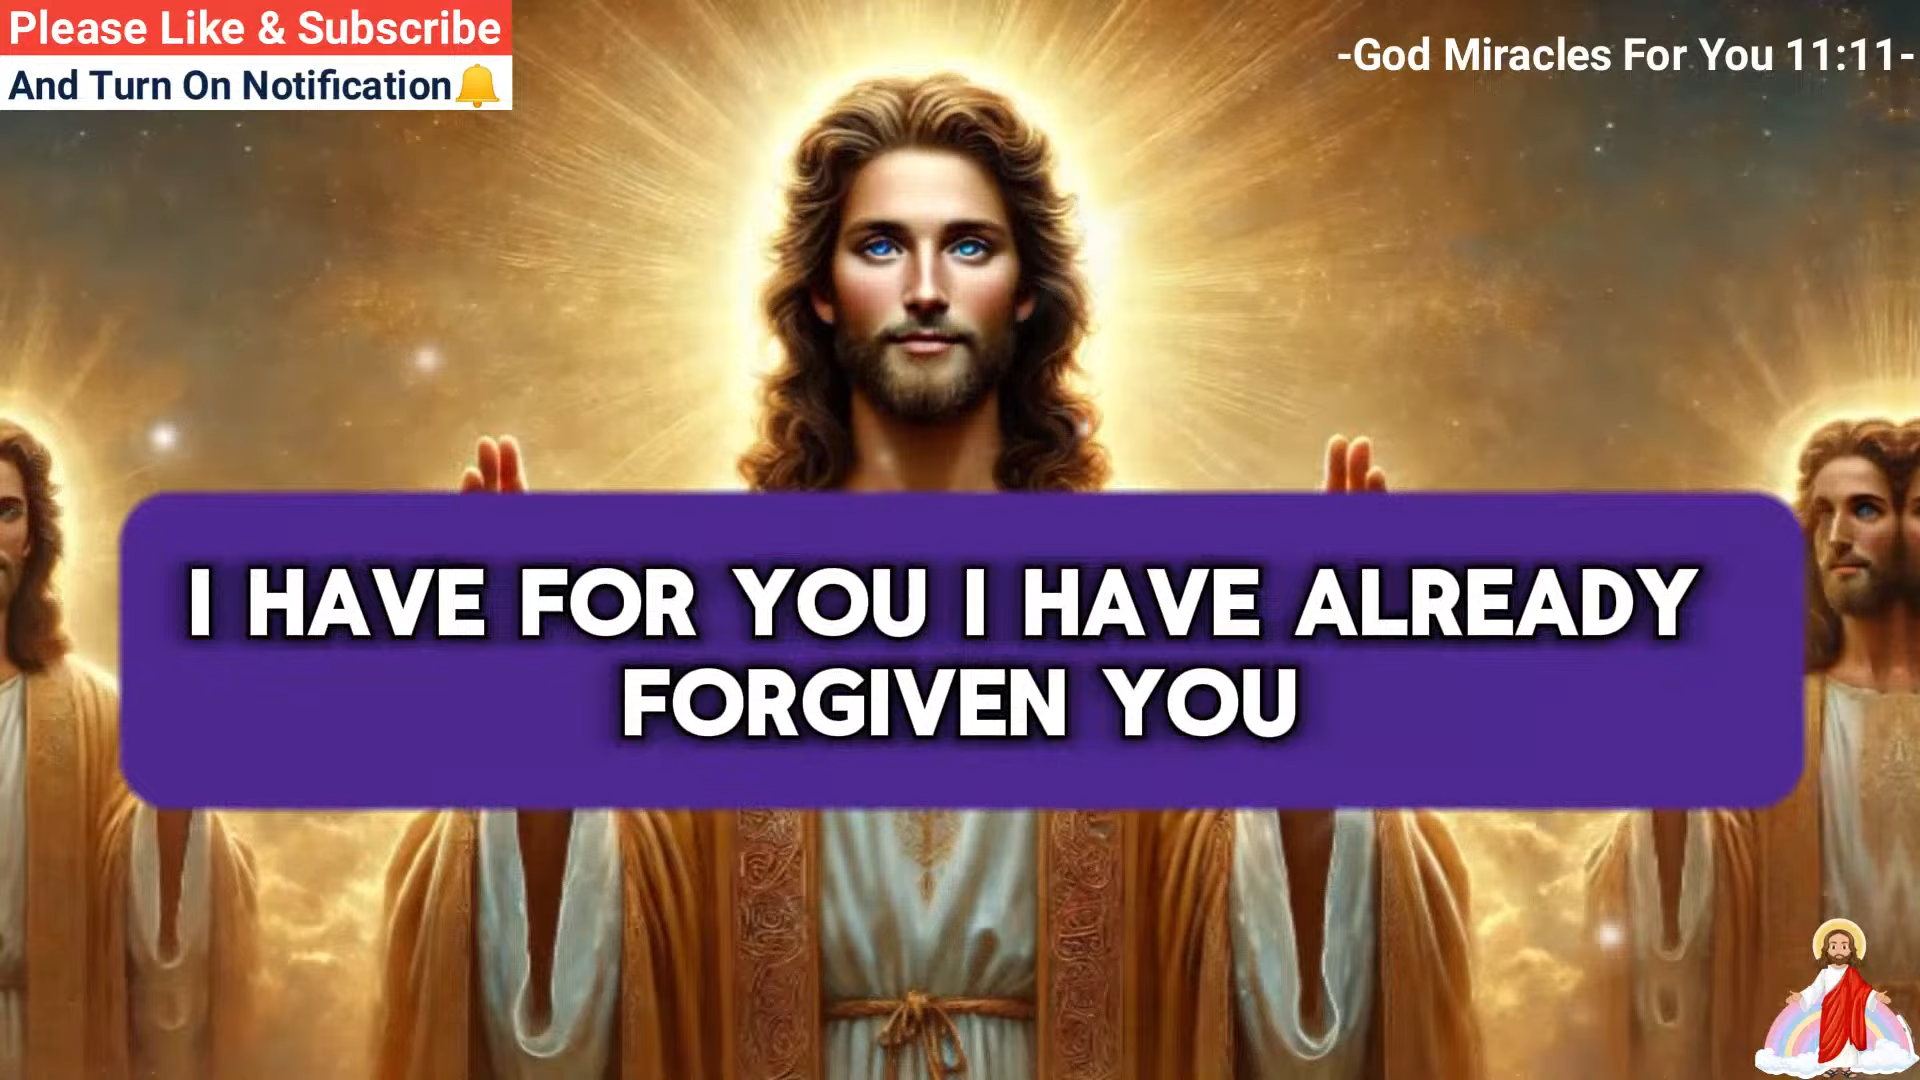 Please Like & Subscribe
And Turn On Notification🔔
-God Miracles For You 11:11-
I HAVE FOR YOU I HAVE ALREADY
FORGIVEN YOU